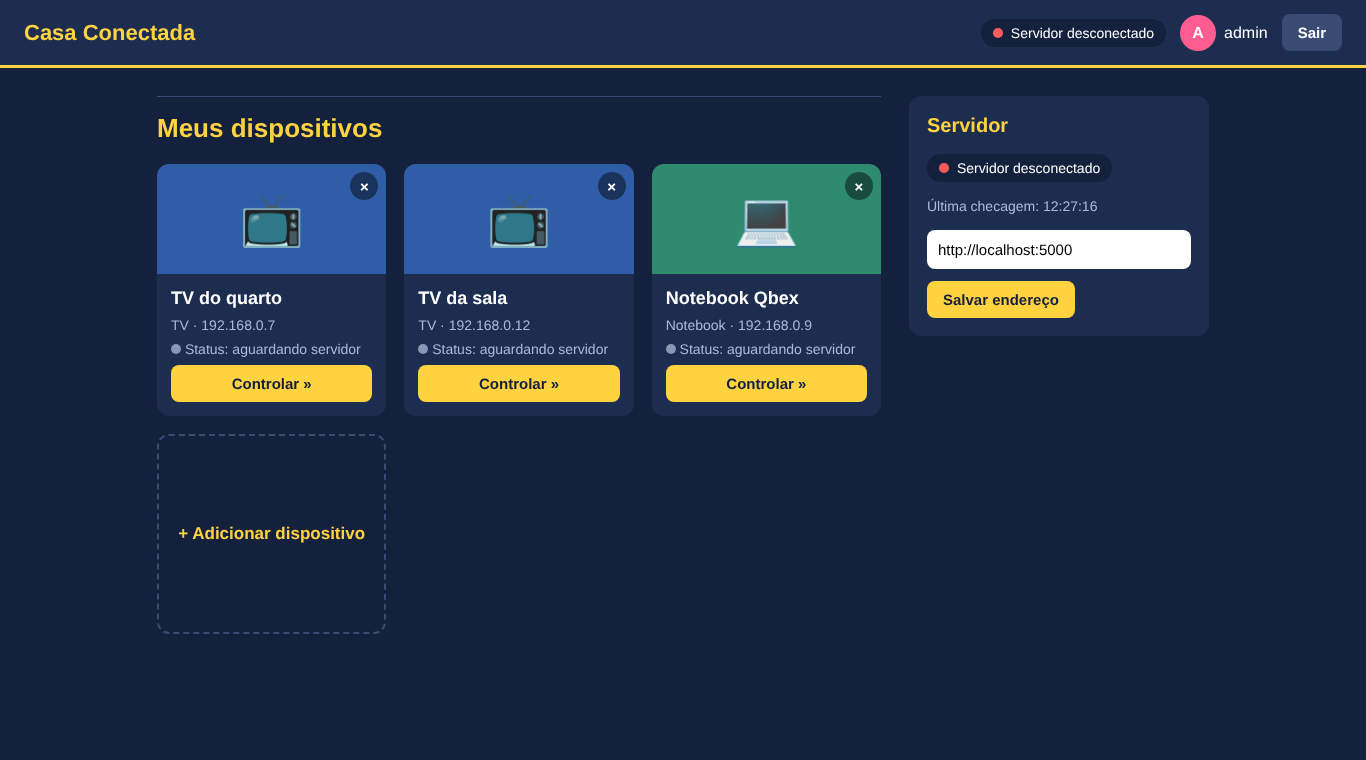 Casa Conectada
Servidor desconectado
A
admin
Sair
Meus dispositivos
×
TV do quarto
TV · 192.168.0.7
Status: aguardando servidor
Controlar »
×
TV da sala
TV · 192.168.0.12
Status: aguardando servidor
Controlar »
×
Notebook Qbex
Notebook · 192.168.0.9
Status: aguardando servidor
Controlar »
+ Adicionar dispositivo
Servidor
Servidor desconectado
Última checagem: 12:27:16
http://localhost:5000
Salvar endereço